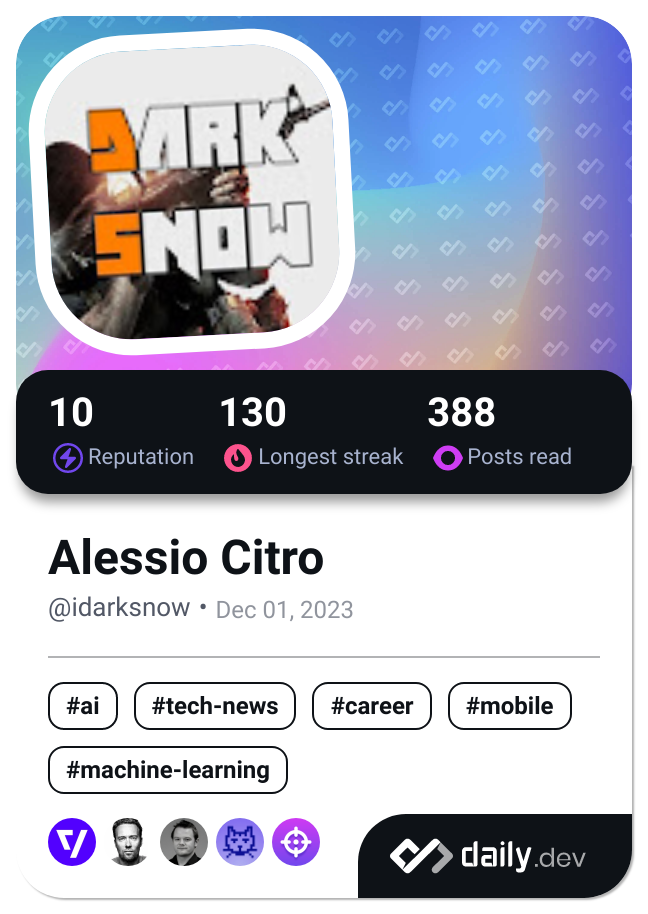 DARK
SNOW
10 130 388
Reputation Longest streak Posts read
Alessio Citro
@idarksnow • Dec 01, 2023
#ai #tech-news #career #mobile
#machine-learning
daily.dev